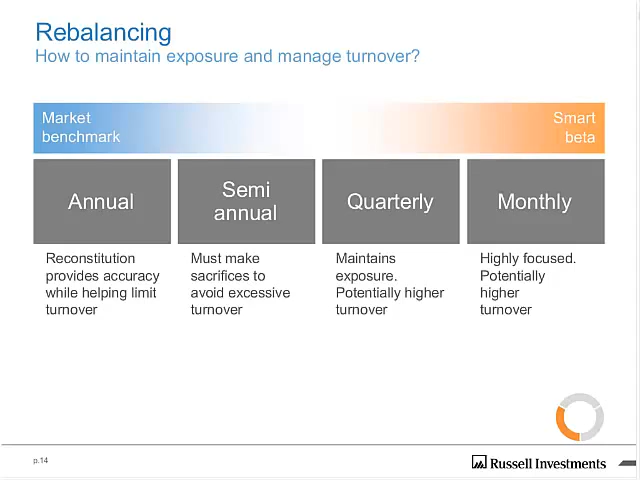 Rebalancing
How to maintain exposure and manage turnover?
Market
benchmark
Smart
beta
Annual
Semi
annual
Quarterly
Monthly
Reconstitution
provides accuracy
while helping limit
turnover
Must make
sacrifices to
avoid excessive
turnover
Maintains
exposure.
Potentially higher
turnover
Highly focused.
Potentially
higher
turnover
p.14
Russell Investments